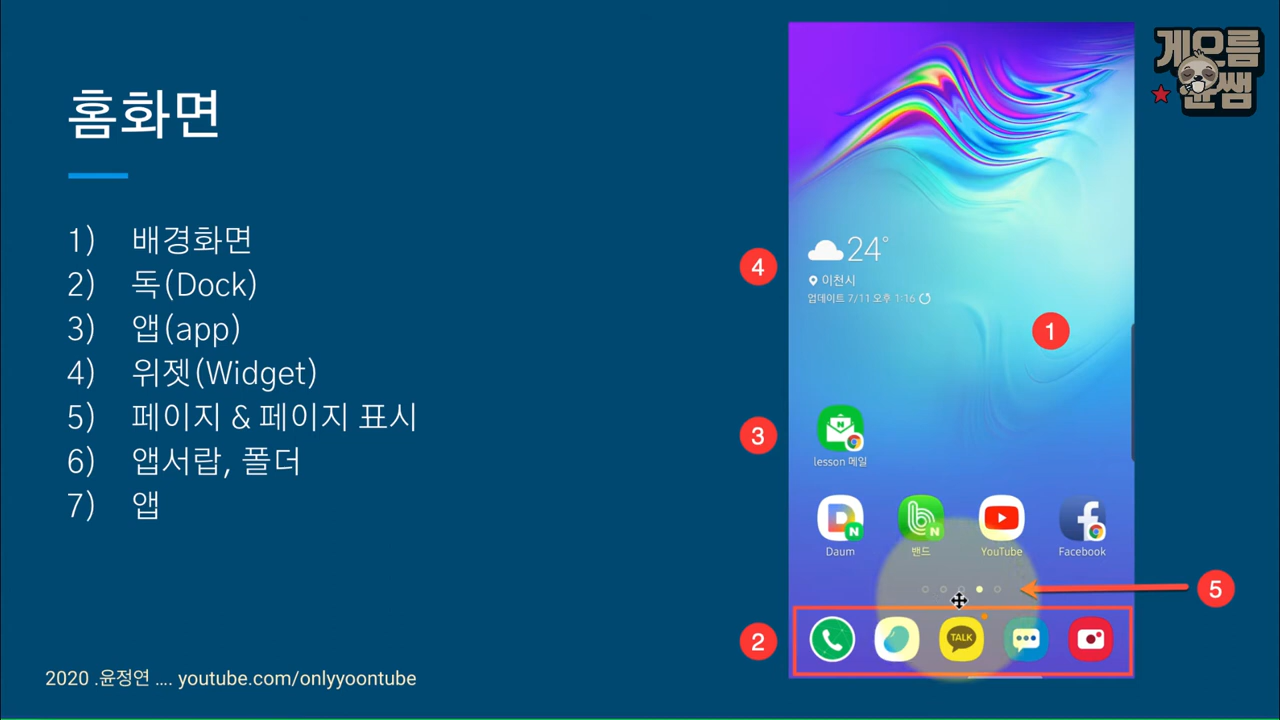 게으름
윤쌤
홈화면
1) 배경화면
2) 독(Dock)
3) 앱(app)
4) 위젯(Widget)
5) 페이지 & 페이지 표시
6) 앱서랍, 폴더
7) 앱
2020 .윤정연 .... youtube.com/onlyyoontube
4
24°
이천시
업데이트 7/11 오후 1:16
1
3
N
lesson 메일
D
N
Daum
b
N
밴드
YouTube
f
Facebook
5
2
TALK